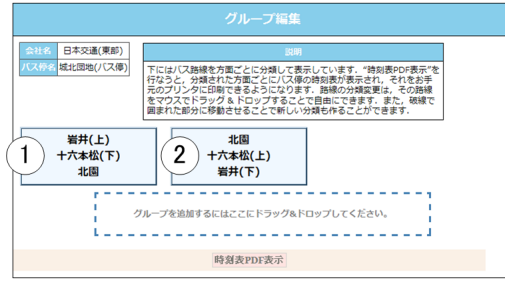 グループ編集
会社名 日本交通(東部)
バス停名 城北団地(バス停)
説明
下にはバス路線を方面ごとに分類して表示しています．“時刻表PDF表示”を
行なうと，分類された方面ごとにバス停の時刻表が表示され，それをお手
元のプリンタに印刷できるようになります．路線の分類変更は，その路線
をマウスでドラッグ & ドロップすることで自由にできます．また，破線で
囲まれた部分に移動させることで新しい分類も作ることができます．
1
岩井(上)
十六本松(下)
北園
2
北園
十六本松(上)
岩井(下)
グループを追加するにはここにドラッグ&ドロップしてください。
時刻表PDF表示